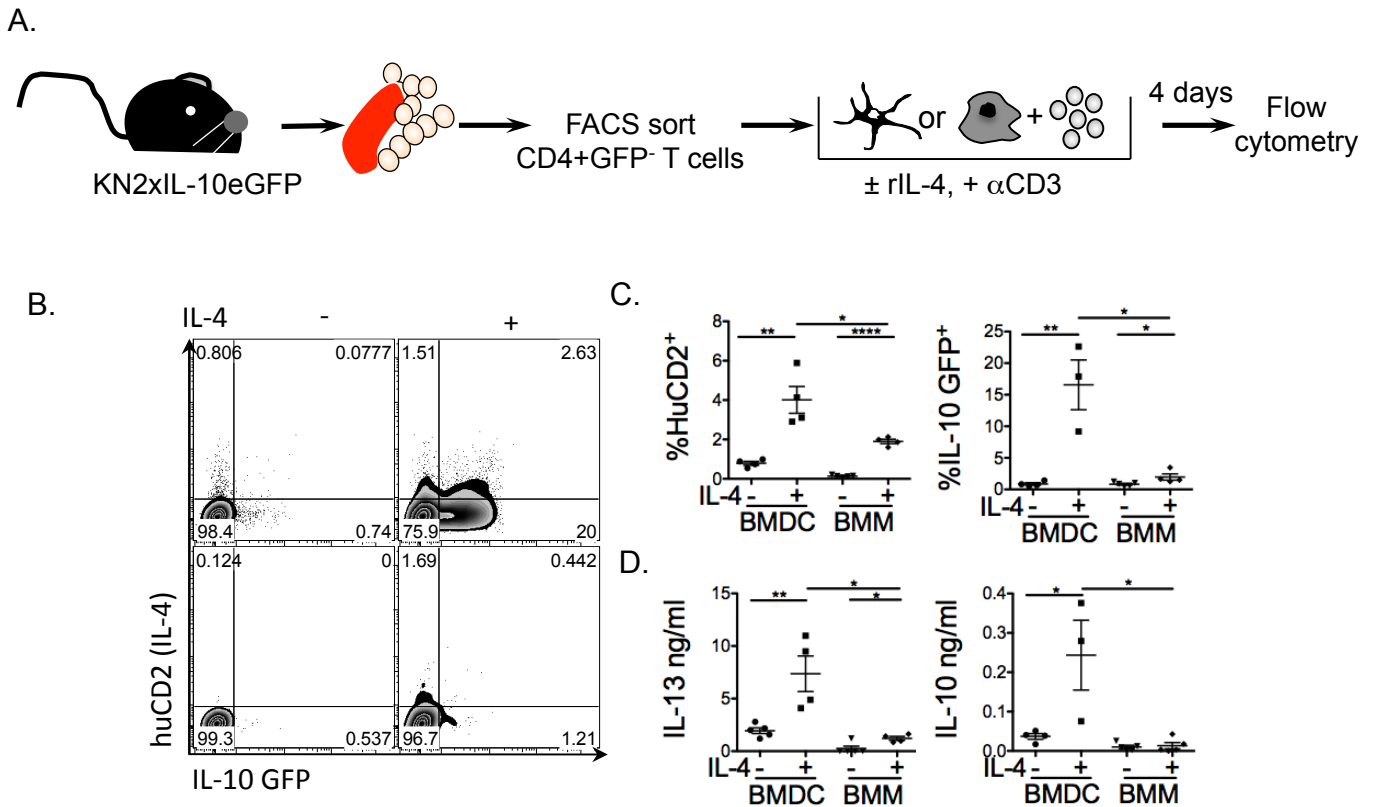 A.
KN2xIL-10eGFP
FACS sort
CD4+GFP- T cells
or
+
± rIL-4, + αCD3
4 days
Flow
cytometry
B.
IL-4 - +
0.806 0.0777
98.4 0.74
1.51 2.63
75.9 20
0.124 0
99.3 0.537
1.69 0.442
96.7 1.21
huCD2 (IL-4)
IL-10 GFP
C.
%HuCD2+
8
6
4
2
0
** **** *
IL-4 - + - +
BMDC BMM
%IL-10 GFP+
25
20
15
10
5
0
** * *
IL-4 - + - +
BMDC BMM
D.
IL-13 ng/ml
15
10
5
0
** * *
IL-4 - + - +
BMDC BMM
IL-10 ng/ml
0.4
0.3
0.2
0.1
0.0
* *
IL-4 - + - +
BMDC BMM